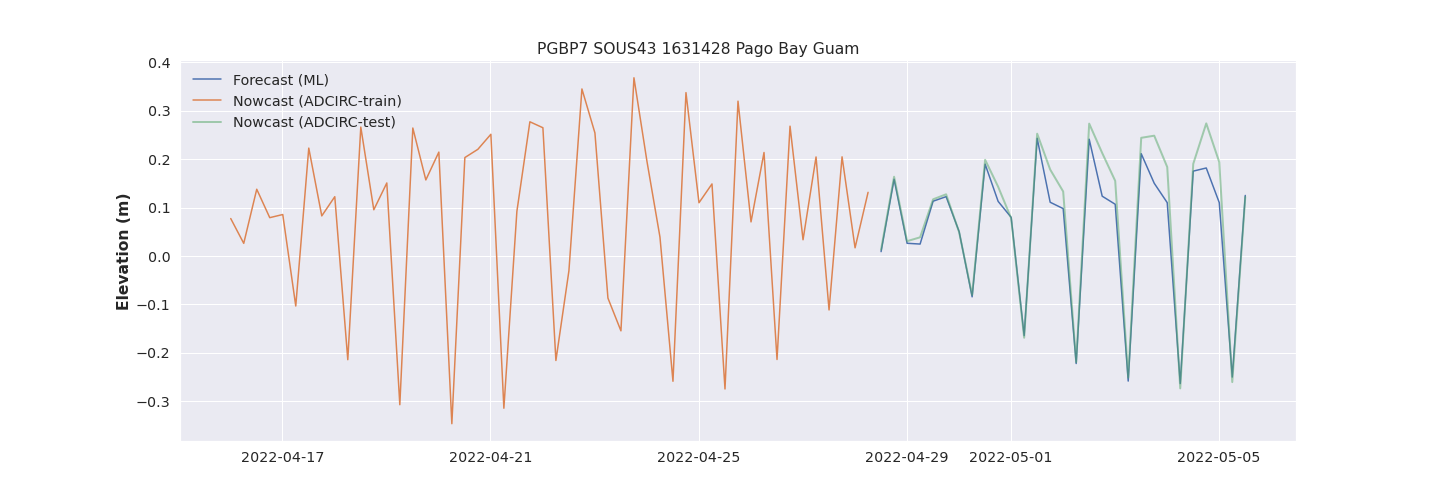 PGBP7 SOUS43 1631428 Pago Bay Guam
Elevation (m)
0.4
0.3
0.2
0.1
0.0
−0.1
−0.2
−0.3
Forecast (ML)
Nowcast (ADCIRC-train)
Nowcast (ADCIRC-test)
2022-04-17 2022-04-21 2022-04-25 2022-04-29 2022-05-01 2022-05-05